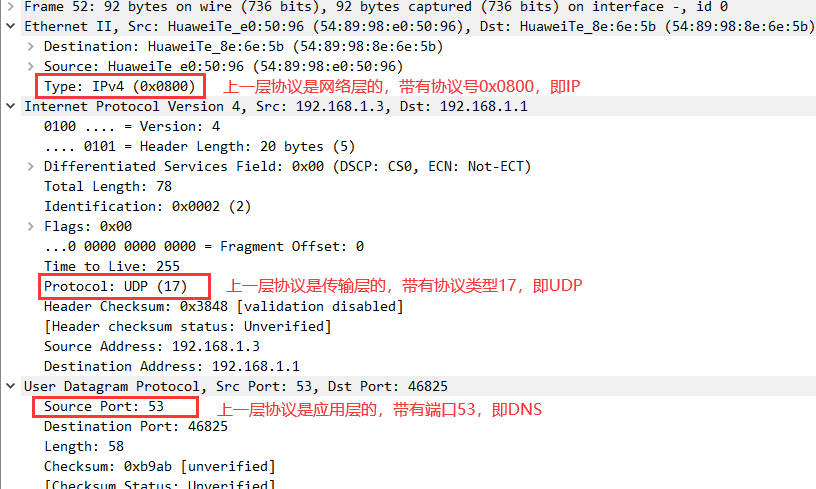 Frame 52: 92 bytes on wire (736 bits), 92 bytes captured (736 bits) on interface -, id 0
Ethernet II, Src: HuaweiTe_e0:50:96 (54:89:98:e0:50:96), Dst: HuaweiTe_8e:6e:5b (54:89:98:8e:6e:5b)
Destination: HuaweiTe_8e:6e:5b (54:89:98:8e:6e:5b)
Source: HuaweiTe_e0:50:96 (54:89:98:e0:50:96)
Type: IPv4 (0x0800) 上一层协议是网络层的，带有协议号0x0800，即IP
Internet Protocol Version 4, Src: 192.168.1.3, Dst: 192.168.1.1
0100 .... = Version: 4
.... 0101 = Header Length: 20 bytes (5)
Differentiated Services Field: 0x00 (DSCP: CS0, ECN: Not-ECT)
Total Length: 78
Identification: 0x0002 (2)
Flags: 0x00
...0 0000 0000 0000 = Fragment Offset: 0
Time to Live: 255
Protocol: UDP (17) 上一层协议是传输层的，带有协议类型17，即UDP
Header Checksum: 0x3848 [validation disabled]
[Header checksum status: Unverified]
Source Address: 192.168.1.3
Destination Address: 192.168.1.1
User Datagram Protocol, Src Port: 53, Dst Port: 46825
Source Port: 53 上一层协议是应用层的，带有端口53，即DNS
Destination Port: 46825
Length: 58
Checksum: 0xb9ab [unverified]
[Checksum Status: Unverified]